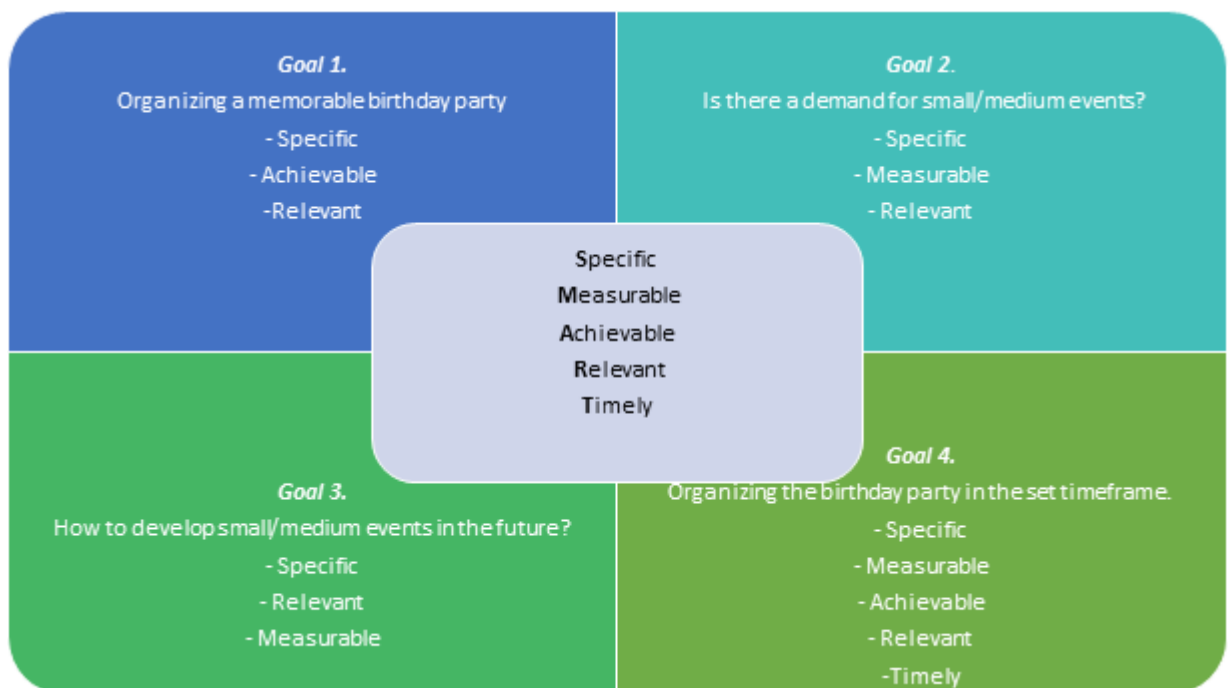 Goal 1.
Organizing a memorable birthday party
- Specific
- Achievable
-Relevant
Goal 2.
Is there a demand for small/medium events?
- Specific
- Measurable
- Relevant
Specific
Measurable
Achievable
Relevant
Timely
Goal 3.
How to develop small/medium events in the future?
- Specific
- Relevant
- Measurable
Goal 4.
Organizing the birthday party in the set timeframe.
- Specific
- Measurable
- Achievable
- Relevant
-Timely